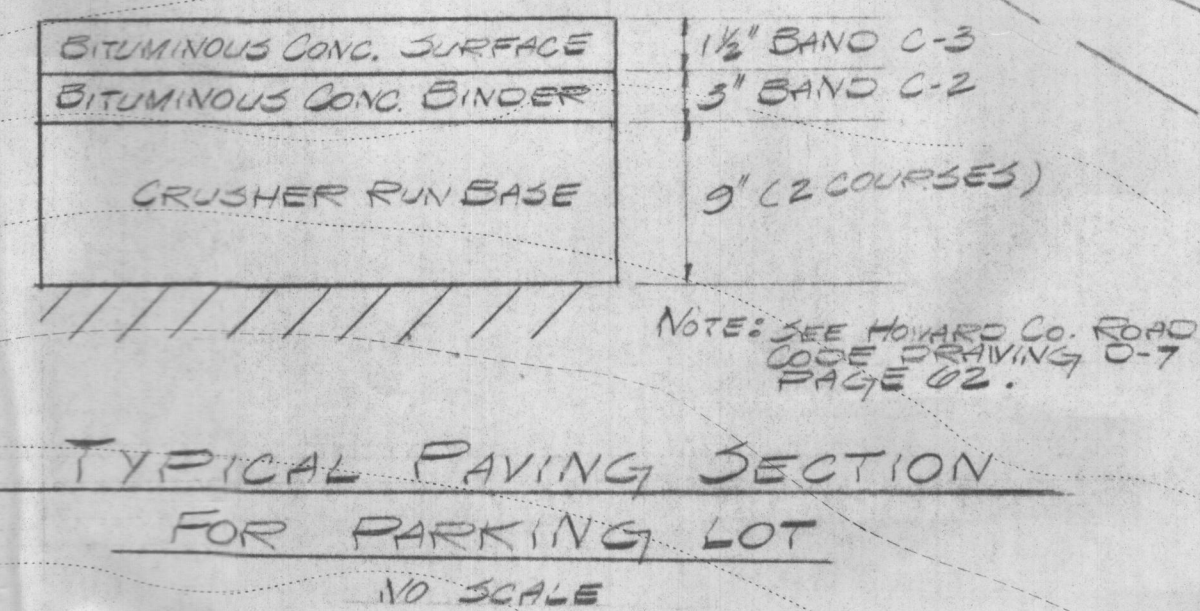 BITUMINOUS CONC. SURFACE
1½" BAND C-3
BITUMINOUS CONC. BINDER
3" BAND C-2
CRUSHER RUN BASE
9" (2 COURSES)
NOTE: SEE HOWARD CO. ROAD
CODE DRAWING D-7
PAGE 62.
TYPICAL PAVING SECTION
FOR PARKING LOT
NO SCALE